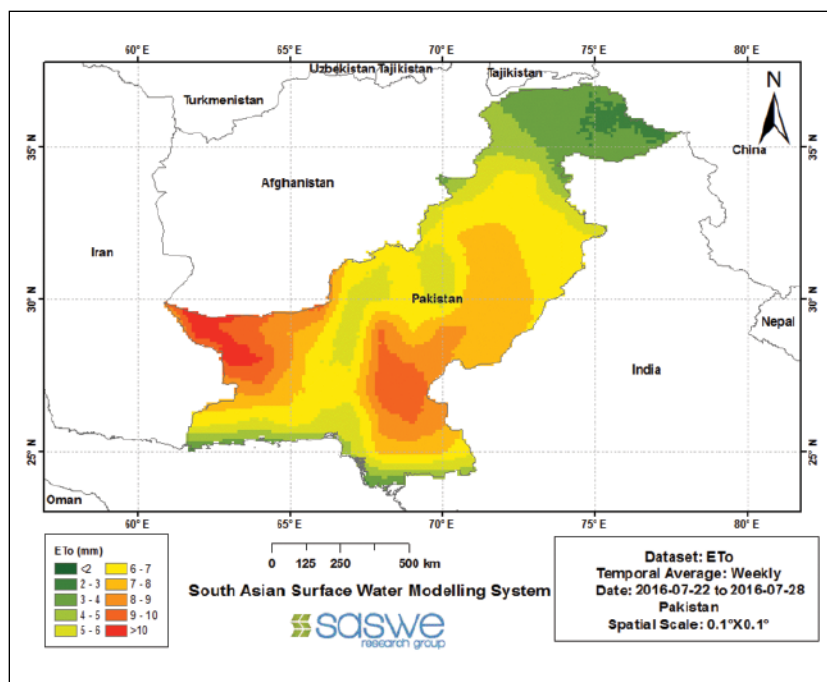 60° E 65° E 70° E 75° E 80° E
Uzbekistan Tajikistan
Tajikistan
Turkmenistan
N
35° N
35° N
China
Afghanistan
Iran
30° N
Pakistan
30° N
Nepal
India
25° N
25° N
Oman
60° E 65° E 70° E 75° E 80° E
ETo (mm)
<2 6 - 7
2 - 3 7 - 8
3 - 4 8 - 9
4 - 5 9 - 10
5 - 6 >10
0 125 250 500 km
South Asian Surface Water Modelling System
saswe
research group
Dataset: ETo
Temporal Average: Weekly
Date: 2016-07-22 to 2016-07-28
Pakistan
Spatial Scale: 0.1°X0.1°